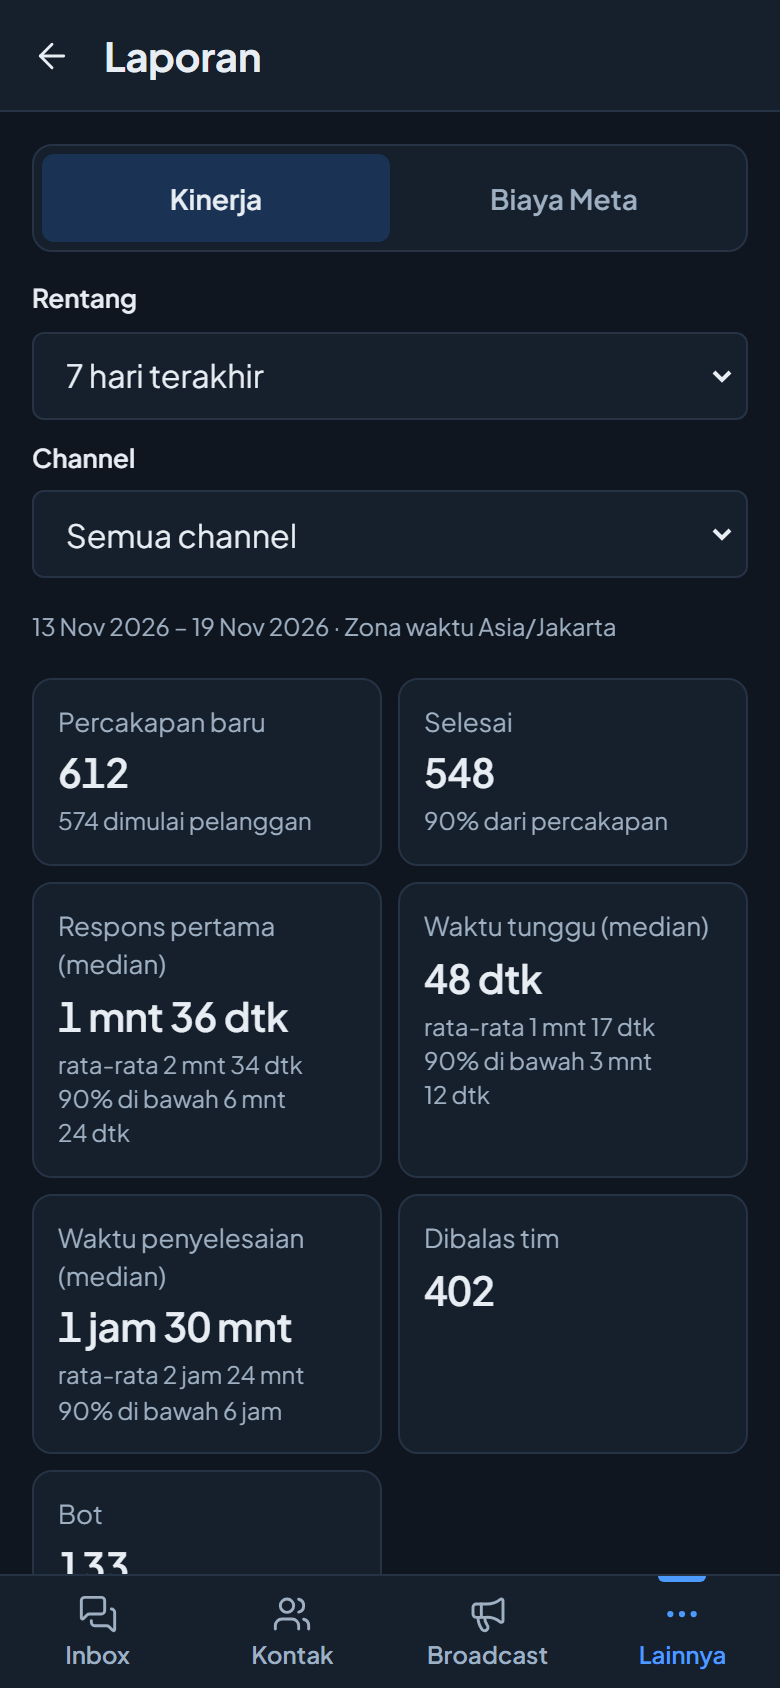 Laporan
Kinerja
Biaya Meta
Rentang
7 hari terakhir
Channel
Semua channel
13 Nov 2026 – 19 Nov 2026 · Zona waktu Asia/Jakarta
Percakapan baru
612
574 dimulai pelanggan
Selesai
548
90% dari percakapan
Respons pertama
(median)
1 mnt 36 dtk
rata-rata 2 mnt 34 dtk
90% di bawah 6 mnt
24 dtk
Waktu tunggu (median)
48 dtk
rata-rata 1 mnt 17 dtk
90% di bawah 3 mnt
12 dtk
Waktu penyelesaian
(median)
1 jam 30 mnt
rata-rata 2 jam 24 mnt
90% di bawah 6 jam
Dibalas tim
402
Bot
133
Inbox
Kontak
Broadcast
Lainnya